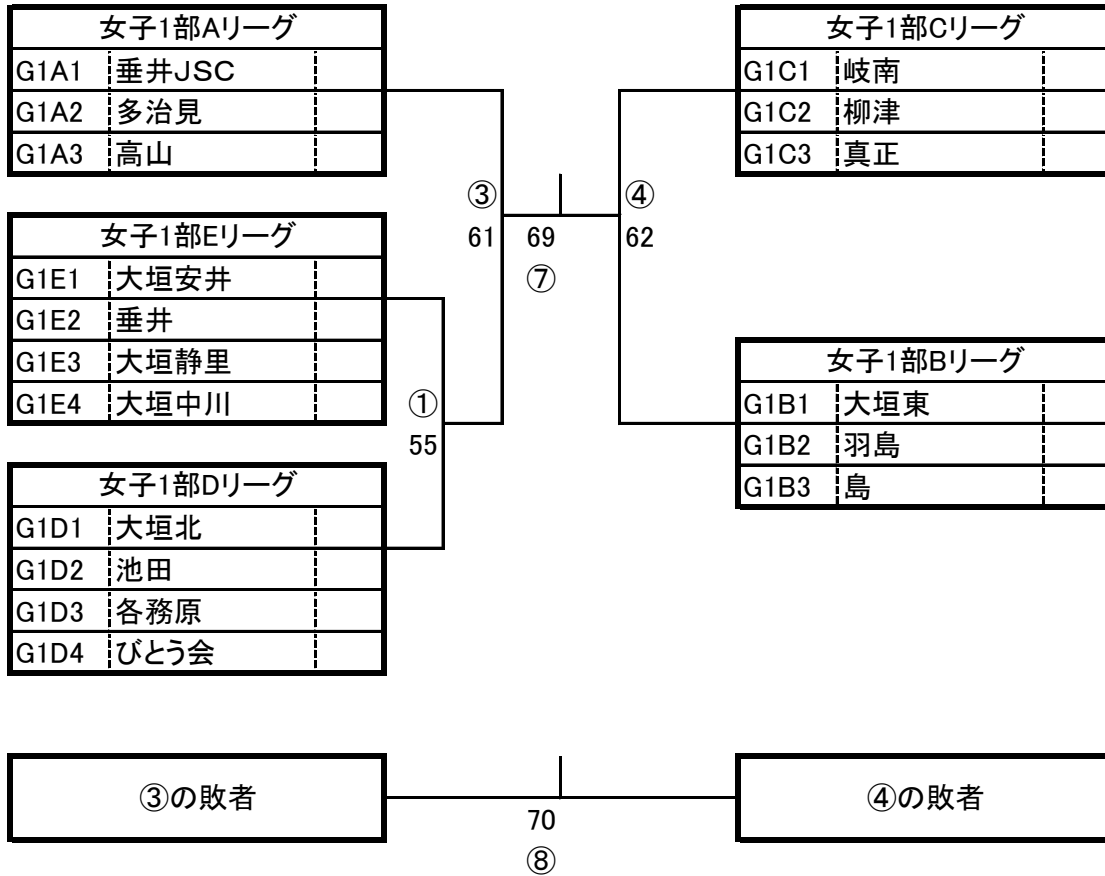 女子1部Aリーグ
G1A1 垂井JSC
G1A2 多治見
G1A3 高山
女子1部Eリーグ
G1E1 大垣安井
G1E2 垂井
G1E3 大垣静里
G1E4 大垣中川
女子1部Dリーグ
G1D1 大垣北
G1D2 池田
G1D3 各務原
G1D4 びとう会
①
55
③
61
69
⑦
④
62
女子1部Cリーグ
G1C1 岐南
G1C2 柳津
G1C3 真正
女子1部Bリーグ
G1B1 大垣東
G1B2 羽島
G1B3 島
③の敗者
70
⑧
④の敗者